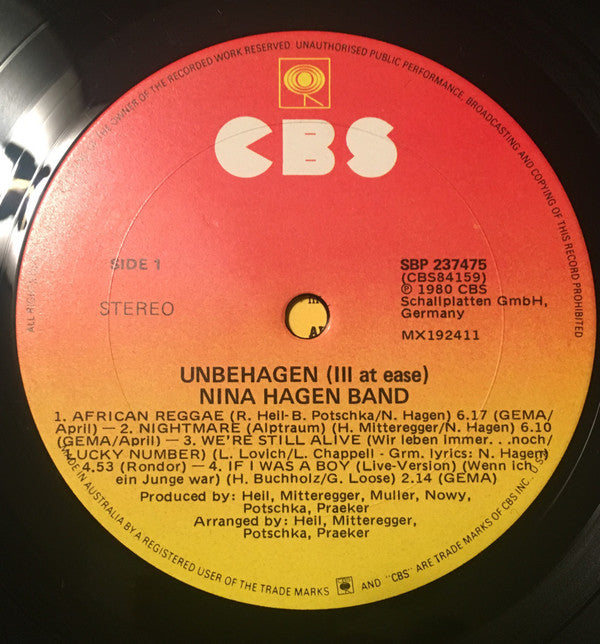 ALL RIGHTS OF THE OWNER OF THE RECORDED WORK RESERVED. UNAUTHORISED PUBLIC PERFORMANCE, BROADCASTING AND COPYING OF THIS RECORD PROHIBITED
CBS
SIDE 1
STEREO
SBP 237475
(CBS84159)
Ⓟ 1980 CBS
Schallplatten GmbH,
Germany
MX192411
UNBEHAGEN (Ill at ease)
NINA HAGEN BAND
1. AFRICAN REGGAE (R. Heil-B. Potschka/N. Hagen) 6.17 (GEMA/
April) — 2. NIGHTMARE (Alptraum) (H. Mitteregger/N. Hagen) 6.10
(GEMA/April) — 3. WE'RE STILL ALIVE (Wir leben immer...noch/
LUCKY NUMBER) (L. Lovich/L. Chappell - Grm. lyrics: N. Hagen)
4.53 (Rondor) — 4. IF I WAS A BOY (Live-Version) (Wenn ich
ein Junge war) (H. Buchholz/G. Loose) 2.14 (GEMA)
Produced by: Heil, Mitteregger, Muller, Nowy,
Potschka, Praeker
Arranged by: Heil, Mitteregger,
Potschka, Praeker
MADE IN AUSTRALIA BY A REGISTERED USER OF THE TRADE MARKS AND "CBS" ARE TRADE MARKS OF CBS INC.,